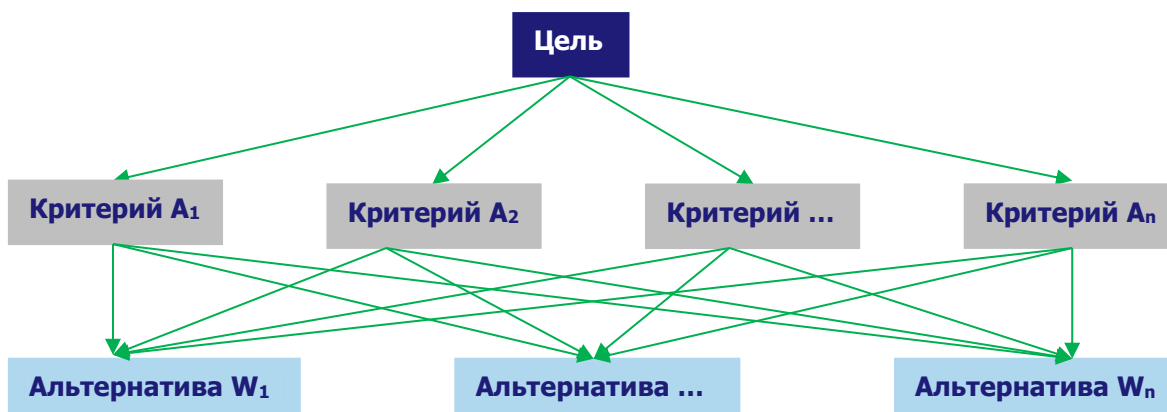 Цель
Критерий A₁
Критерий A₂
Критерий ...
Критерий Aₙ
Альтернатива W₁
Альтернатива ...
Альтернатива Wₙ